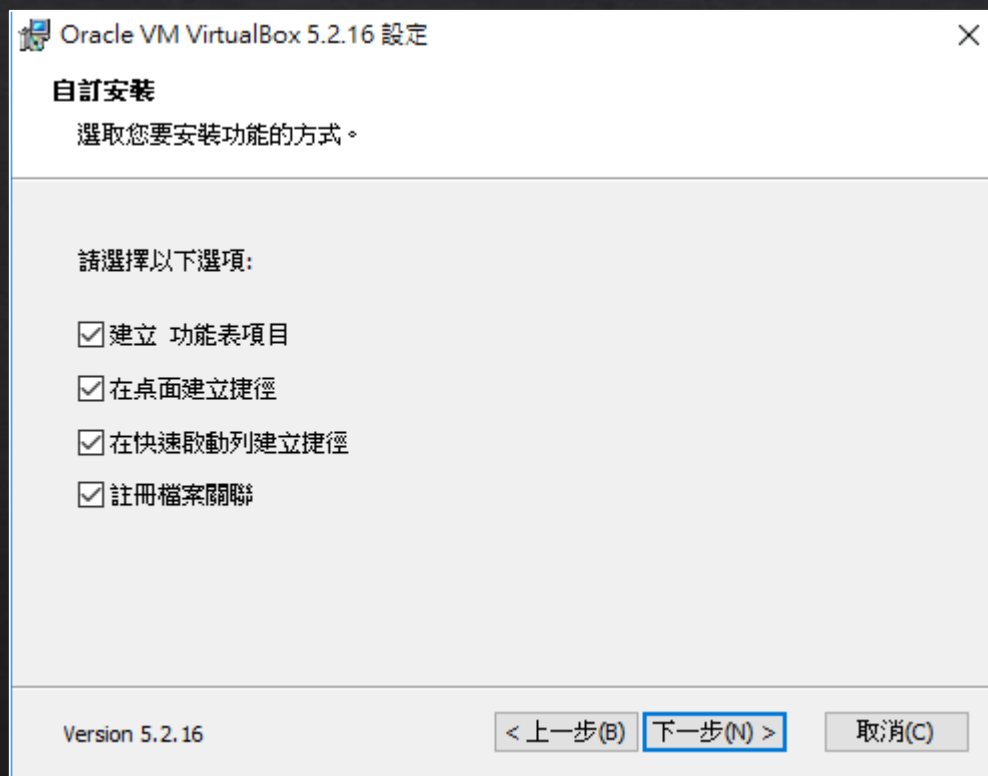 Oracle VM VirtualBox 5.2.16 設定
自訂安裝
選取您要安裝功能的方式。
請選擇以下選項:
建立 功能表項目
在桌面建立捷徑
在快速啟動列建立捷徑
註冊檔案關聯
Version 5.2.16
< 上一步(B)
下一步(N) >
取消(C)